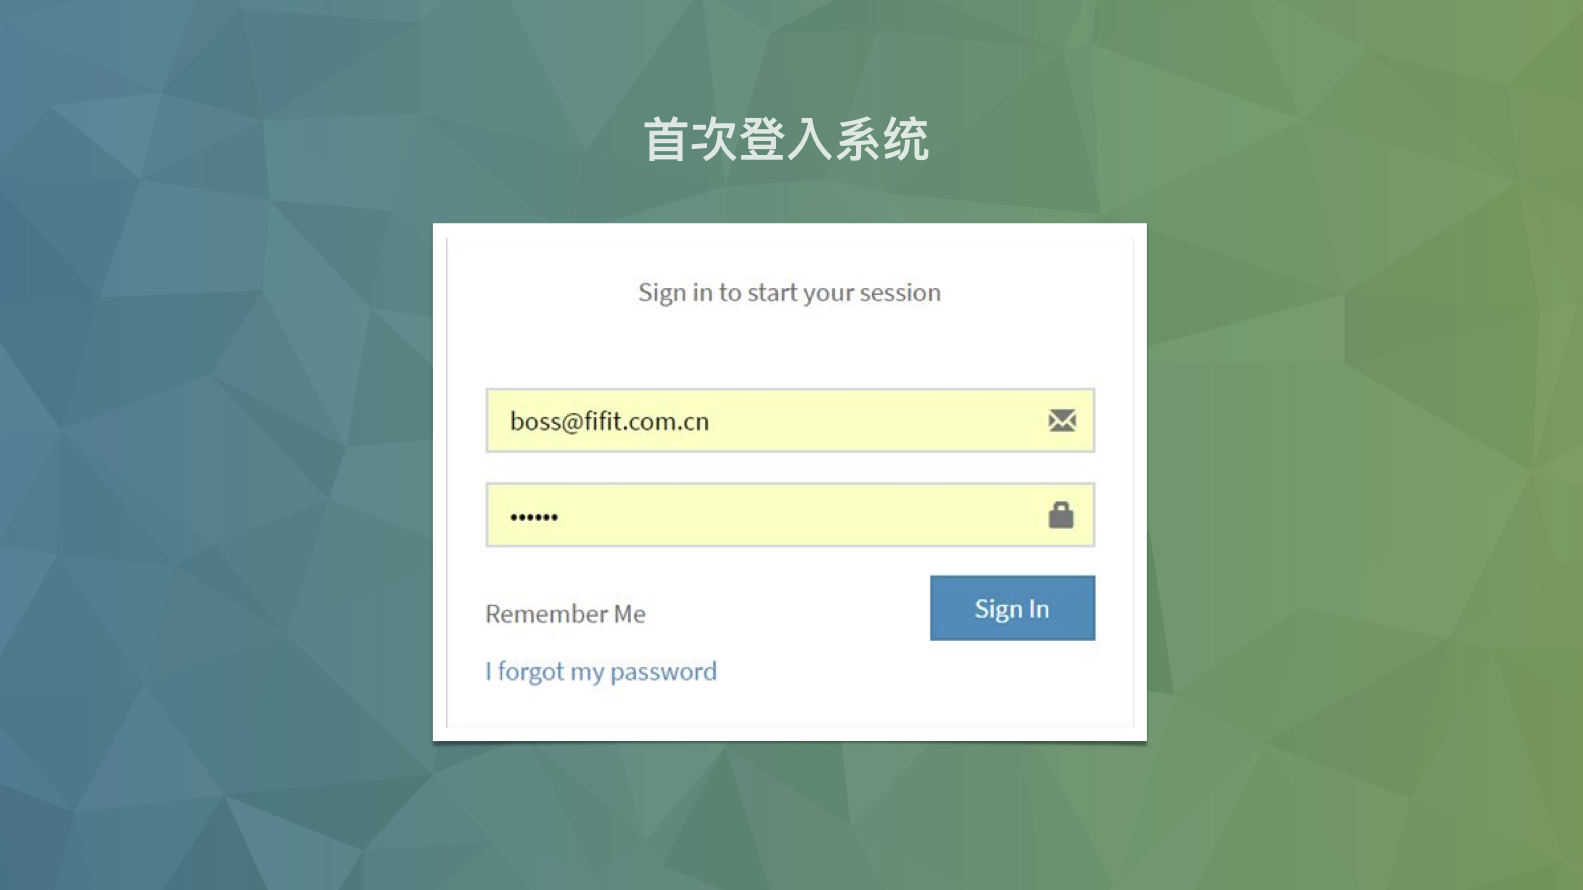 首次登入系统
Sign in to start your session
boss@fifit.com.cn
••••••
Remember Me
Sign In
I forgot my password